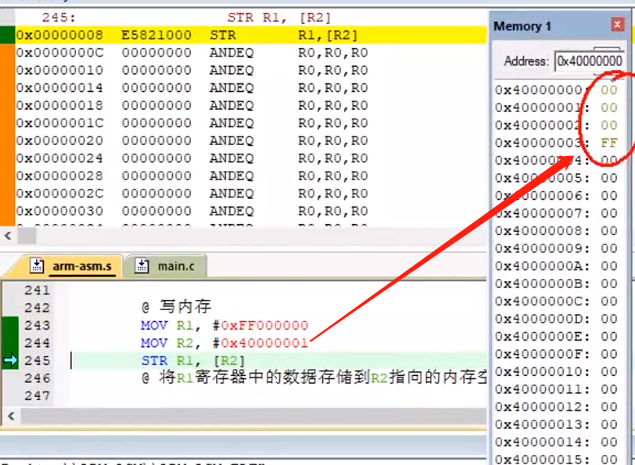 245: STR R1, [R2]
0x00000008 E5821000 STR R1,[R2]
0x0000000C 00000000 ANDEQ R0,R0,R0
0x00000010 00000000 ANDEQ R0,R0,R0
0x00000014 00000000 ANDEQ R0,R0,R0
0x00000018 00000000 ANDEQ R0,R0,R0
0x0000001C 00000000 ANDEQ R0,R0,R0
0x00000020 00000000 ANDEQ R0,R0,R0
0x00000024 00000000 ANDEQ R0,R0,R0
0x00000028 00000000 ANDEQ R0,R0,R0
0x0000002C 00000000 ANDEQ R0,R0,R0
0x00000030 00000000 ANDEQ R0,R0,R0
arm-asm.s main.c
241
242 @ 写内存
243 MOV R1, #0xFF000000
244 MOV R2, #0x40000001
245 STR R1, [R2]
246 @ 将R1寄存器中的数据存储到R2指向的内存空
247
Memory 1
Address: 0x40000000
0x40000000: 00
0x40000001: 00
0x40000002: 00
0x40000003: FF
0x40000004: 00
0x40000005: 00
0x40000006: 00
0x40000007: 00
0x40000008: 00
0x40000009: 00
0x4000000A: 00
0x4000000B: 00
0x4000000C: 00
0x4000000D: 00
0x4000000E: 00
0x4000000F: 00
0x40000010: 00
0x40000011: 00
0x40000012: 00
0x40000013: 00
0x40000014: 00
0x40000015: 00